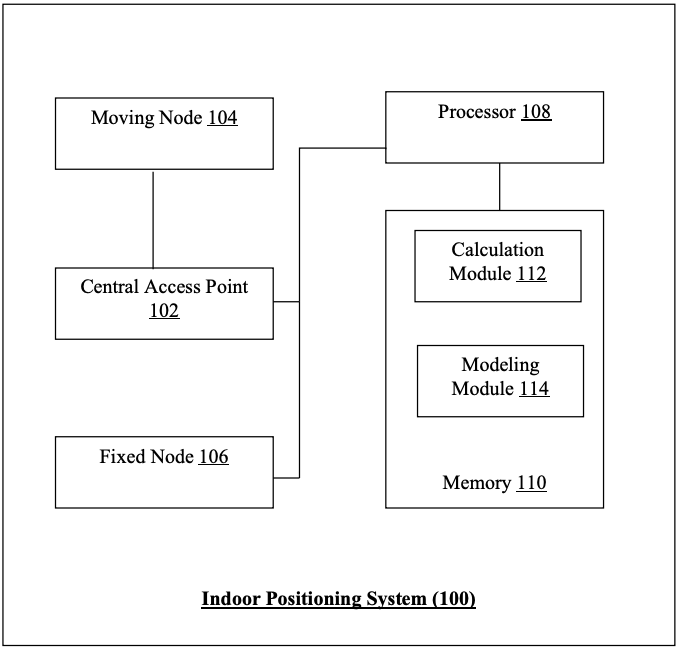 Moving Node 104
Processor 108
Calculation
Module 112
Central Access Point
102
Modeling
Module 114
Fixed Node 106
Memory 110
Indoor Positioning System (100)